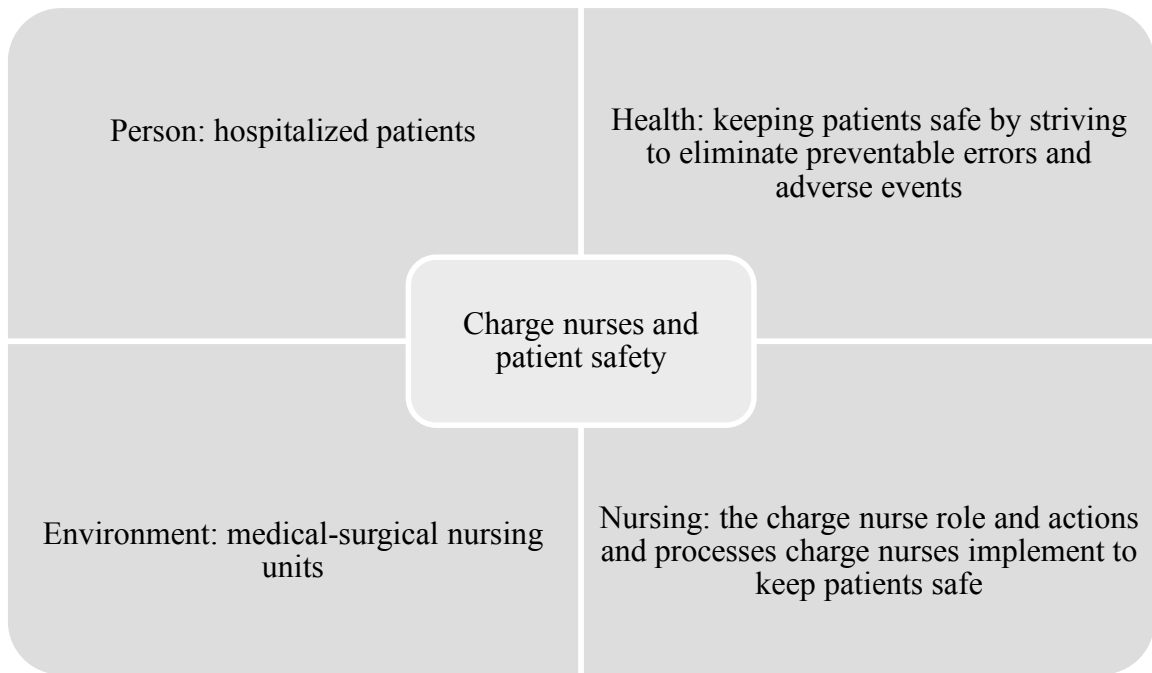 Person: hospitalized patients
Health: keeping patients safe by striving
to eliminate preventable errors and
adverse events
Charge nurses and
patient safety
Environment: medical-surgical nursing
units
Nursing: the charge nurse role and actions
and processes charge nurses implement to
keep patients safe